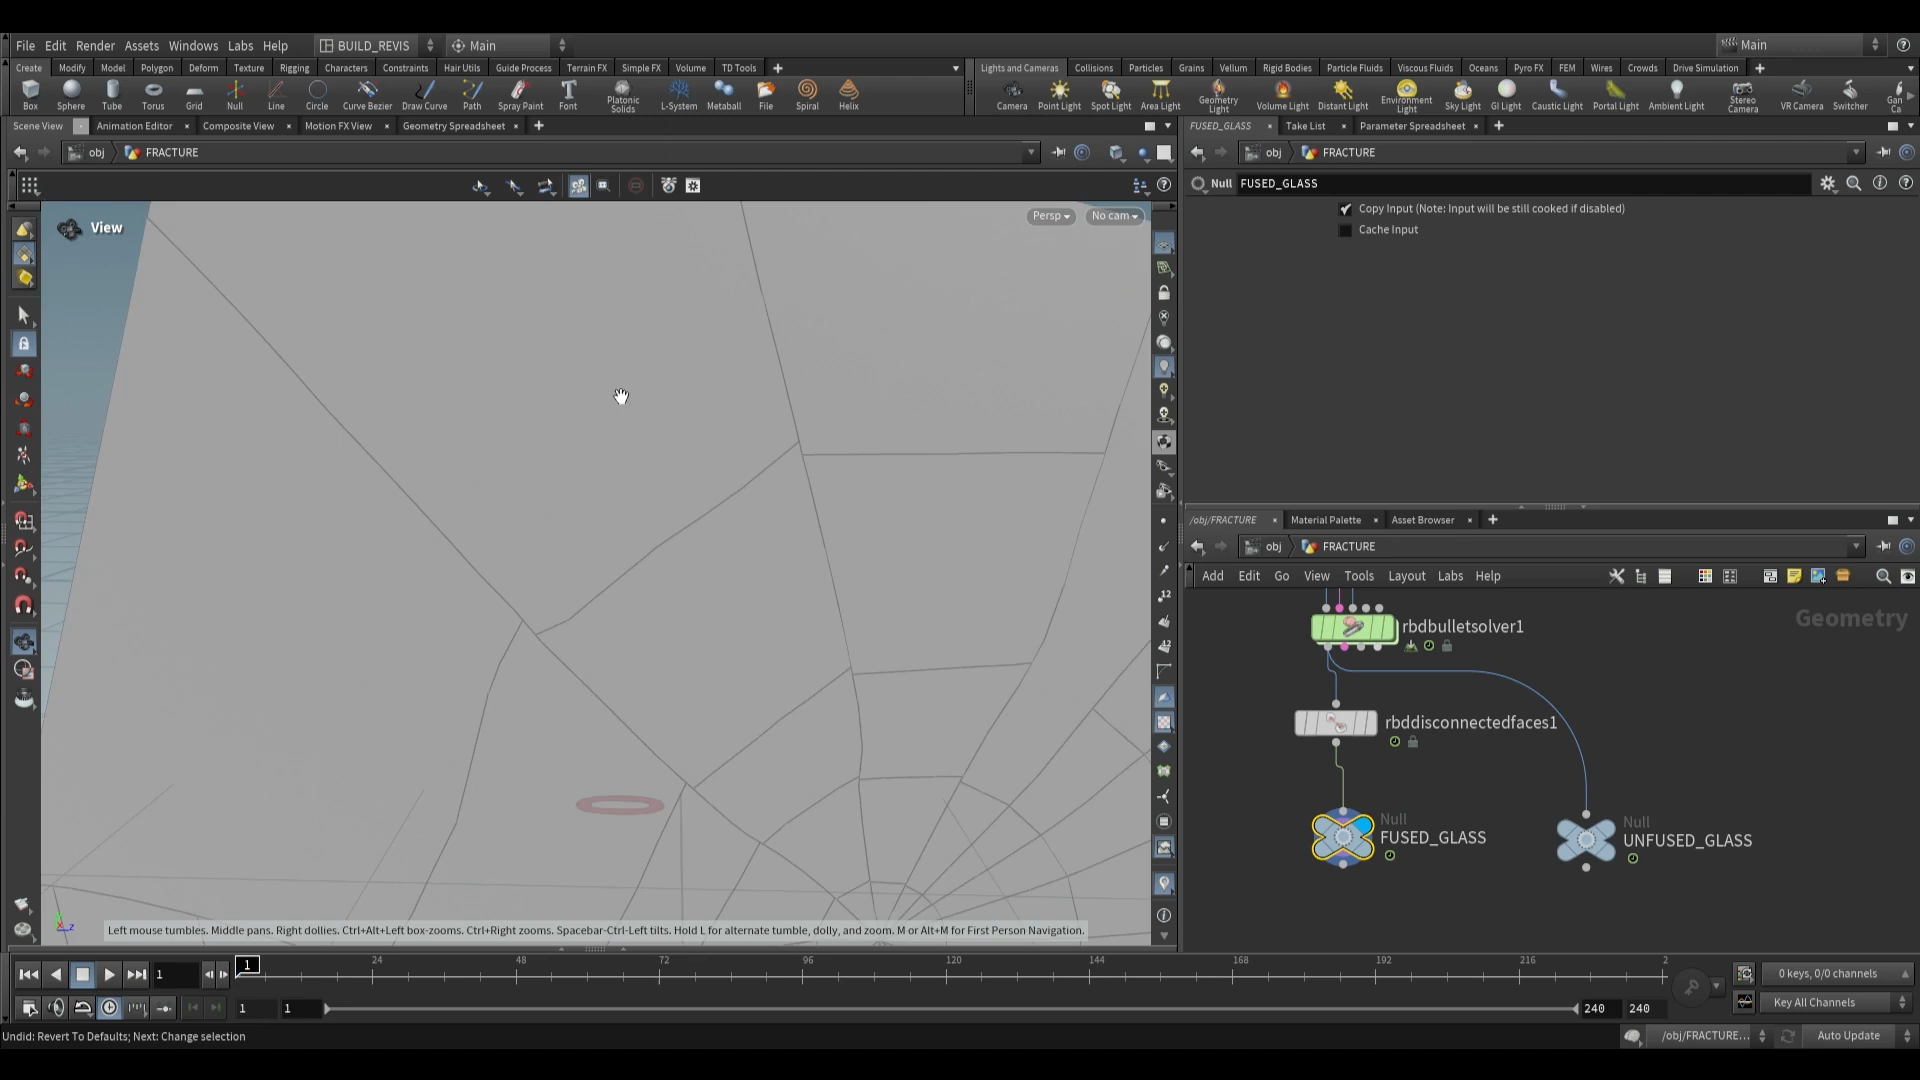 File Edit Render Assets Windows Labs Help BUILD_REVIS Main Main
Create Modify Model Polygon Deform Texture Rigging Characters Constraints Hair Utils Guide Process Terrain FX Simple FX Volume TD Tools
Lights and Cameras Collisions Particles Grains Vellum Rigid Bodies Particle Fluids Viscous Fluids Oceans Pyro FX FEM Wires Crowds Drive Simulation
Box Sphere Tube Torus Grid Null Line Circle Curve Bezier Draw Curve Path Spray Paint Font Platonic Solids L-System Metaball File Spiral Helix
Camera Point Light Spot Light Area Light Geometry Light Volume Light Distant Light Environment Light Sky Light GI Light Caustic Light Portal Light Ambient Light Stereo Camera VR Camera Switcher Gan Ca
Scene View Animation Editor Composite View Motion FX View Geometry Spreadsheet
FUSED_GLASS Take List Parameter Spreadsheet
obj FRACTURE
obj FRACTURE
Null FUSED_GLASS
Copy Input (Note: Input will be still cooked if disabled)
Cache Input
View
Persp No cam
/obj/FRACTURE Material Palette Asset Browser
obj FRACTURE
Add Edit Go View Tools Layout Labs Help
Geometry
rbdbulletsolver1
rbddisconnectedfaces1
Null
FUSED_GLASS
Null
UNFUSED_GLASS
Left mouse tumbles. Middle pans. Right dollies. Ctrl+Alt+Left box-zooms. Ctrl+Right zooms. Spacebar-Ctrl-Left tilts. Hold L for alternate tumble, dolly, and zoom. M or Alt+M for First Person Navigation.
1 1 24 48 72 96 120 144 168 192 216 2
0 keys, 0/0 channels
1 1 240 240
Key All Channels
Undid: Revert To Defaults; Next: Change selection
/obj/FRACTURE... Auto Update